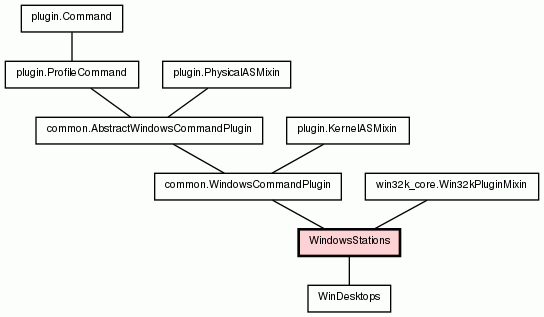 plugin.Command
plugin.ProfileCommand
plugin.PhysicalASMixin
common.AbstractWindowsCommandPlugin
plugin.KernelASMixin
common.WindowsCommandPlugin
win32k_core.Win32kPluginMixin
WindowsStations
WinDesktops